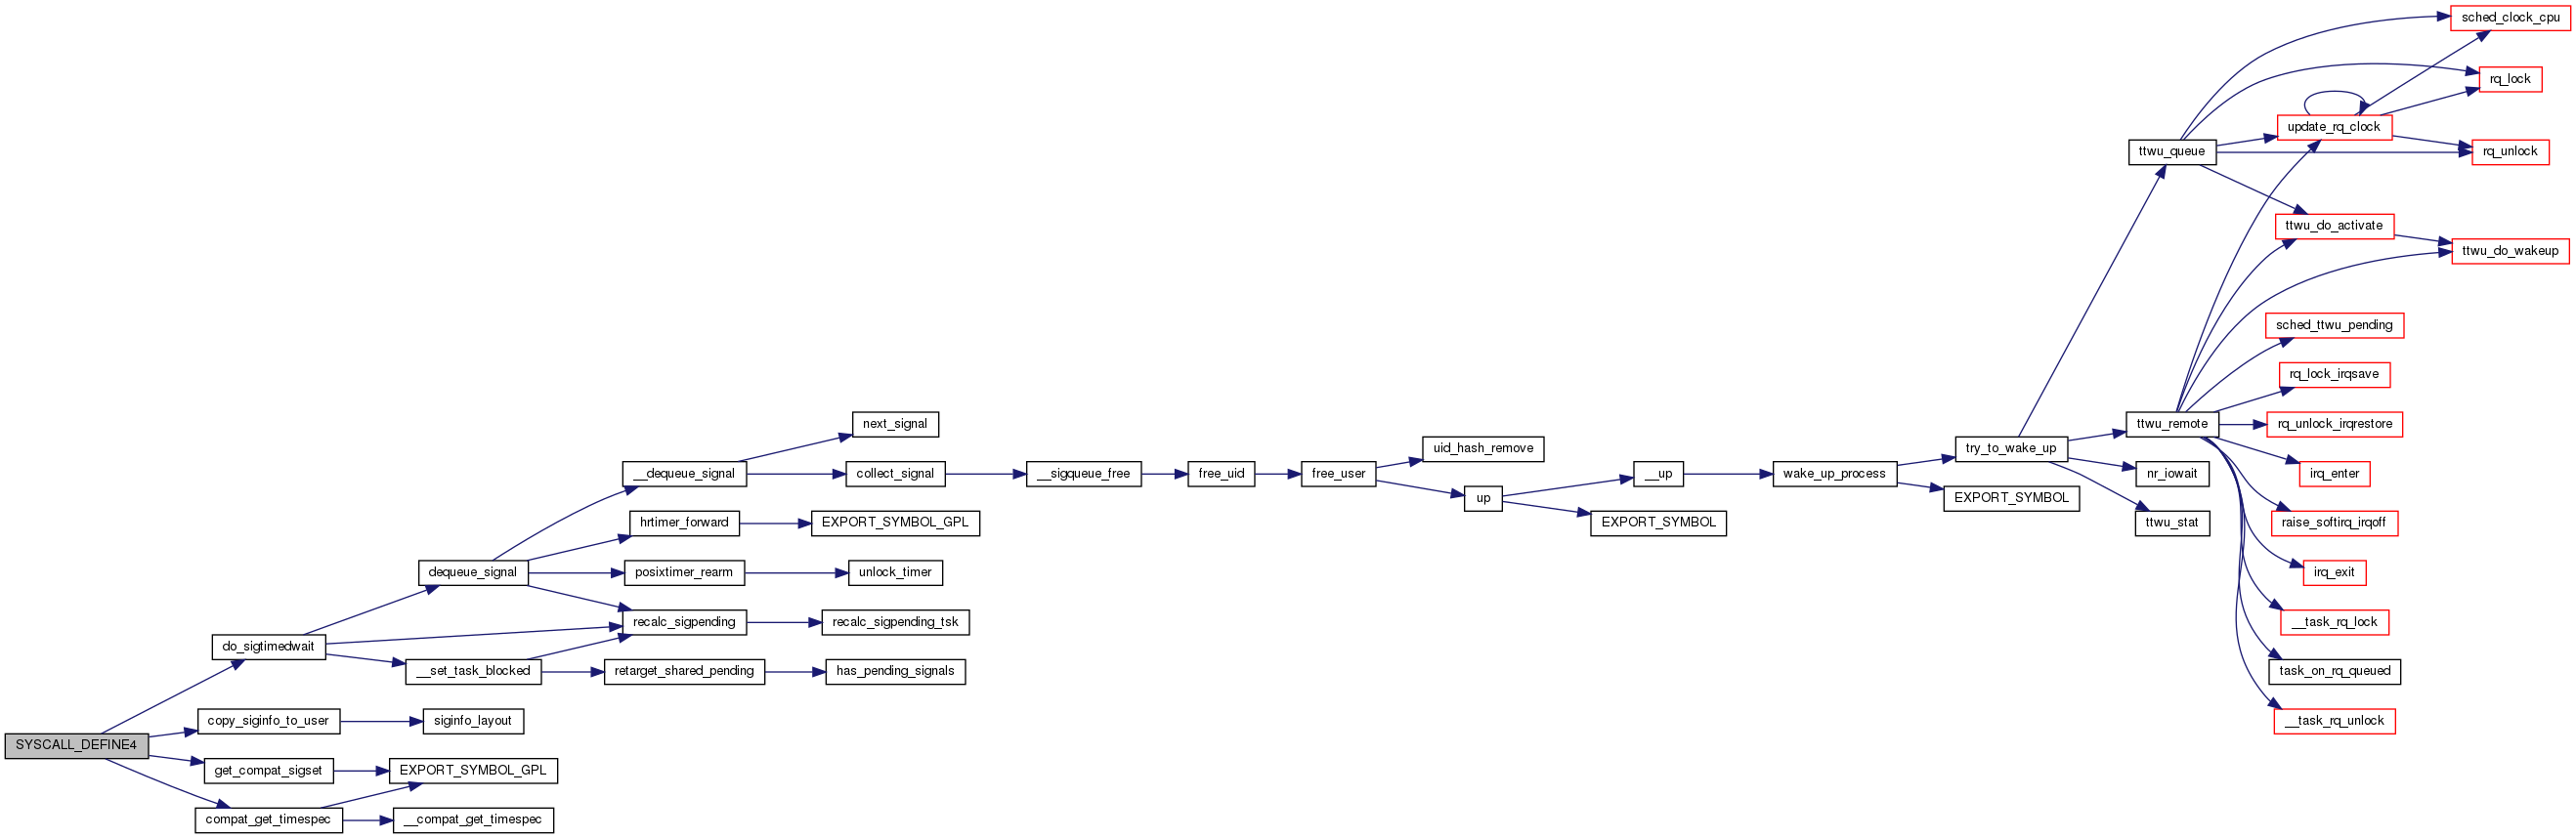 SYSCALL_DEFINE4
do_sigtimedwait
copy_siginfo_to_user
get_compat_sigset
compat_get_timespec
dequeue_signal
__set_task_blocked
siginfo_layout
EXPORT_SYMBOL_GPL
__compat_get_timespec
__dequeue_signal
hrtimer_forward
posixtimer_rearm
recalc_sigpending
retarget_shared_pending
next_signal
collect_signal
EXPORT_SYMBOL_GPL
unlock_timer
recalc_sigpending_tsk
has_pending_signals
__sigqueue_free
free_uid
free_user
uid_hash_remove
up
__up
EXPORT_SYMBOL
wake_up_process
try_to_wake_up
EXPORT_SYMBOL
ttwu_queue
ttwu_remote
nr_iowait
ttwu_stat
sched_clock_cpu
rq_lock
update_rq_clock
rq_unlock
ttwu_do_activate
ttwu_do_wakeup
sched_ttwu_pending
rq_lock_irqsave
rq_unlock_irqrestore
irq_enter
raise_softirq_irqoff
irq_exit
__task_rq_lock
task_on_rq_queued
__task_rq_unlock